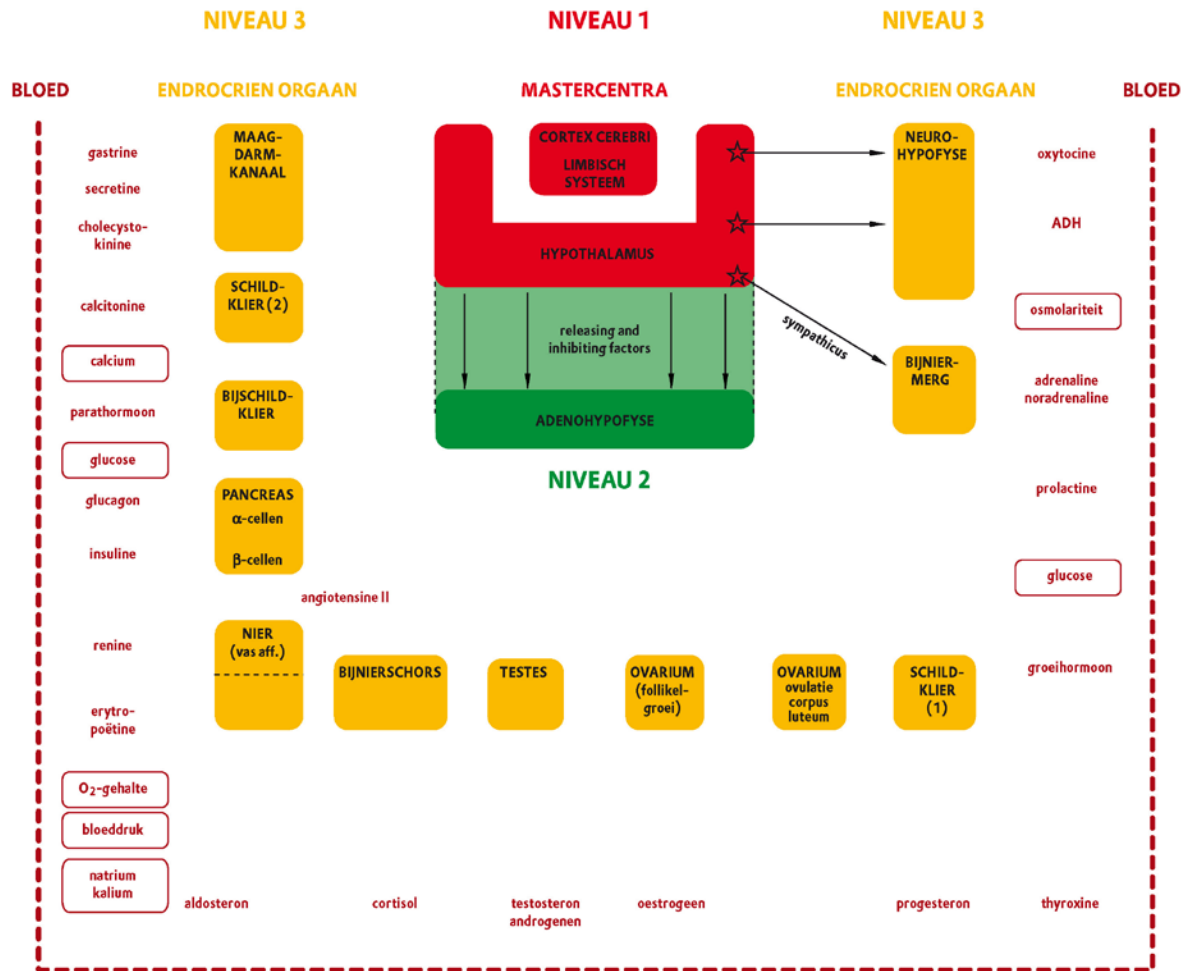 NIVEAU 3
NIVEAU 1
NIVEAU 3
BLOED
ENDROCRIEN ORGAAN
MASTERCENTRA
ENDROCRIEN ORGAAN
BLOED
gastrine
secretine
cholecysto-
kinine
calcitonine
calcium
parathormoon
glucose
glucagon
insuline
renine
erytro-
poëtine
O₂-gehalte
bloeddruk
natrium
kalium
MAAG-
DARM-
KANAAL
SCHILD-
KLIER (2)
BIJSCHILD-
KLIER
PANCREAS
α-cellen
β-cellen
angiotensine II
NIER
(vas aff.)
CORTEX CEREBRI
LIMBISCH
SYSTEEM
HYPOTHALAMUS
releasing and
inhibiting factors
ADENOHYPOFYSE
NIVEAU 2
sympathicus
NEURO-
HYPOFYSE
BIJNIER-
MERG
oxytocine
ADH
osmolariteit
adrenaline
noradrenaline
prolactine
glucose
groeihormoon
BIJNIERSCHORS
TESTES
OVARIUM
(follikel-
groei)
OVARIUM
ovulatie
corpus
luteum
SCHILD-
KLIER
(1)
aldosteron
cortisol
testosteron
androgenen
oestrogeen
progesteron
thyroxine